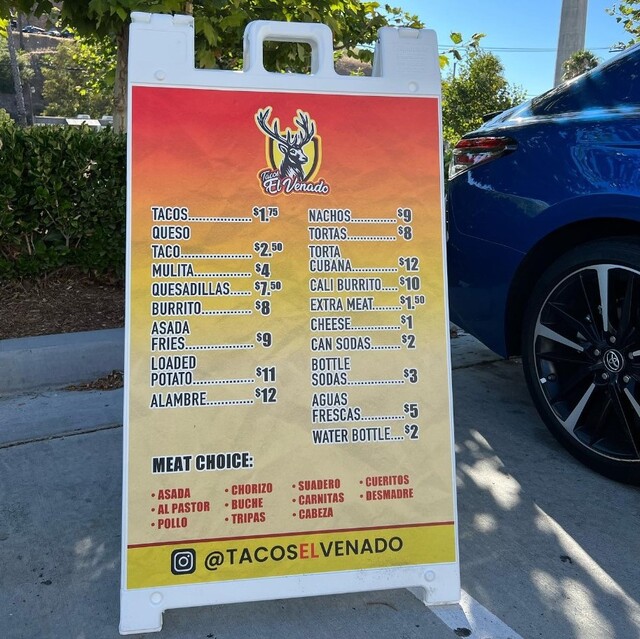 Tacos
El Venado
TACOS..............$1.75
QUESO
TACO................$2.50
MULITA............$4
QUESADILLAS.....$7.50
BURRITO............$8
ASADA
FRIES................$9
LOADED
POTATO..............$11
ALAMBRE...........$12
NACHOS...........$9
TORTAS............$8
TORTA
CUBANA...........$12
CALI BURRITO...$10
EXTRA MEAT......$1.50
CHEESE............$1
CAN SODAS.......$2
BOTTLE
SODAS.............$3
AGUAS
FRESCAS..........$5
WATER BOTTLE...$2
MEAT CHOICE:
• ASADA
• AL PASTOR
• POLLO
• CHORIZO
• BUCHE
• TRIPAS
• SUADERO
• CARNITAS
• CABEZA
• CUERITOS
• DESMADRE
@TACOSELVENADO